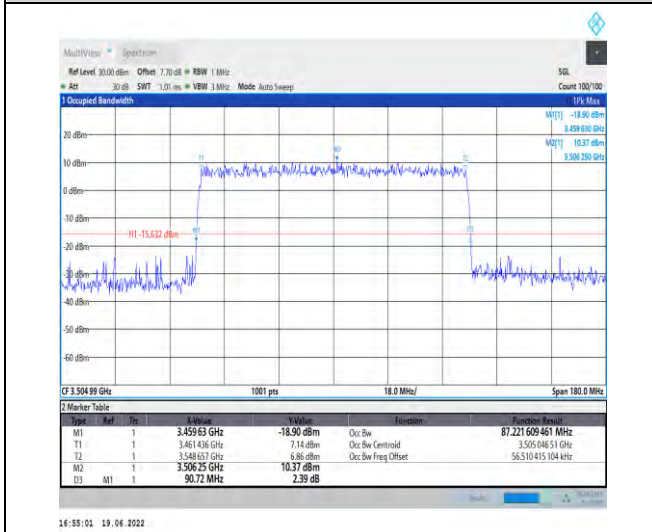 MultiView Spectrum
Ref Level 30.00 dBm Offset 7.70 dB RBW 1 MHz SGL
Att 30 dB SWT 1.01 ms VBW 3 MHz Mode Auto Sweep Count 100/100
1 Occupied Bandwidth 1Pk Max
M1[1] -18.90 dBm
3.459 630 GHz
M2[1] 10.37 dBm
3.506 250 GHz
20 dBm
M2
T1 T2
10 dBm
0 dBm
-10 dBm
H1 -15.632 dBm
M1 D3
-30 dBm
-40 dBm
-50 dBm
-60 dBm
CF 3.504 99 GHz 1001 pts 18.0 MHz/ Span 180.0 MHz
2 Marker Table
Type Ref Trc X-Value Y-Value Function Function Result
M1 1 3.459 63 GHz -18.90 dBm Occ Bw 87.221 609 461 MHz
T1 1 3.461 436 GHz 7.14 dBm Occ Bw Centroid 3.505 046 51 GHz
T2 1 3.548 657 GHz 6.86 dBm Occ Bw Freq Offset 56.510 415 104 kHz
M2 1 3.506 25 GHz 10.37 dBm
D3 M1 1 90.72 MHz 2.39 dB
16:55:01 19.06.2022